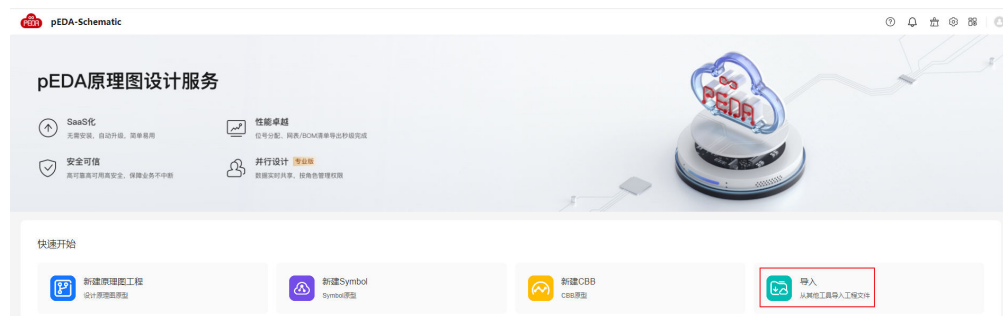 PEDA pEDA-Schematic
pEDA原理图设计服务
SaaS化
无需安装，自动升级，简单易用
性能卓越
位号分配、网表/BOM清单导出秒级完成
安全可信
高可靠高可用高安全，保障业务不中断
并行设计 专业版
数据实时共享，按角色管理权限
PEDA
快速开始
新建原理图工程
设计原理图原型
新建Symbol
Symbol原型
新建CBB
CBB原型
导入
从其他工具导入工程文件